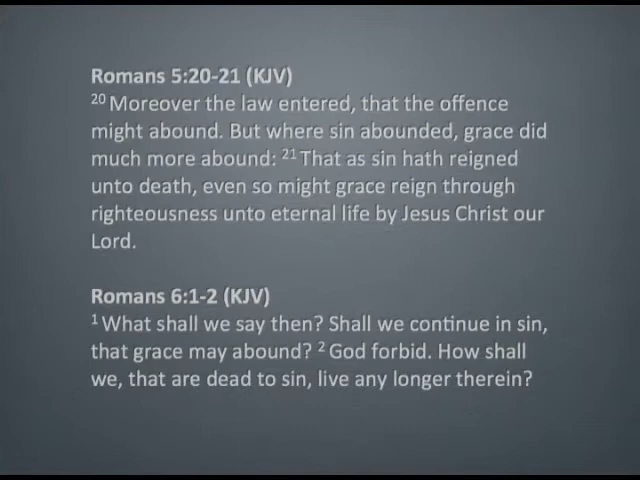 Romans 5:20-21 (KJV)
20 Moreover the law entered, that the offence
might abound. But where sin abounded, grace did
much more abound: 21 That as sin hath reigned
unto death, even so might grace reign through
righteousness unto eternal life by Jesus Christ our
Lord.
Romans 6:1-2 (KJV)
1 What shall we say then? Shall we continue in sin,
that grace may abound? 2 God forbid. How shall
we, that are dead to sin, live any longer therein?